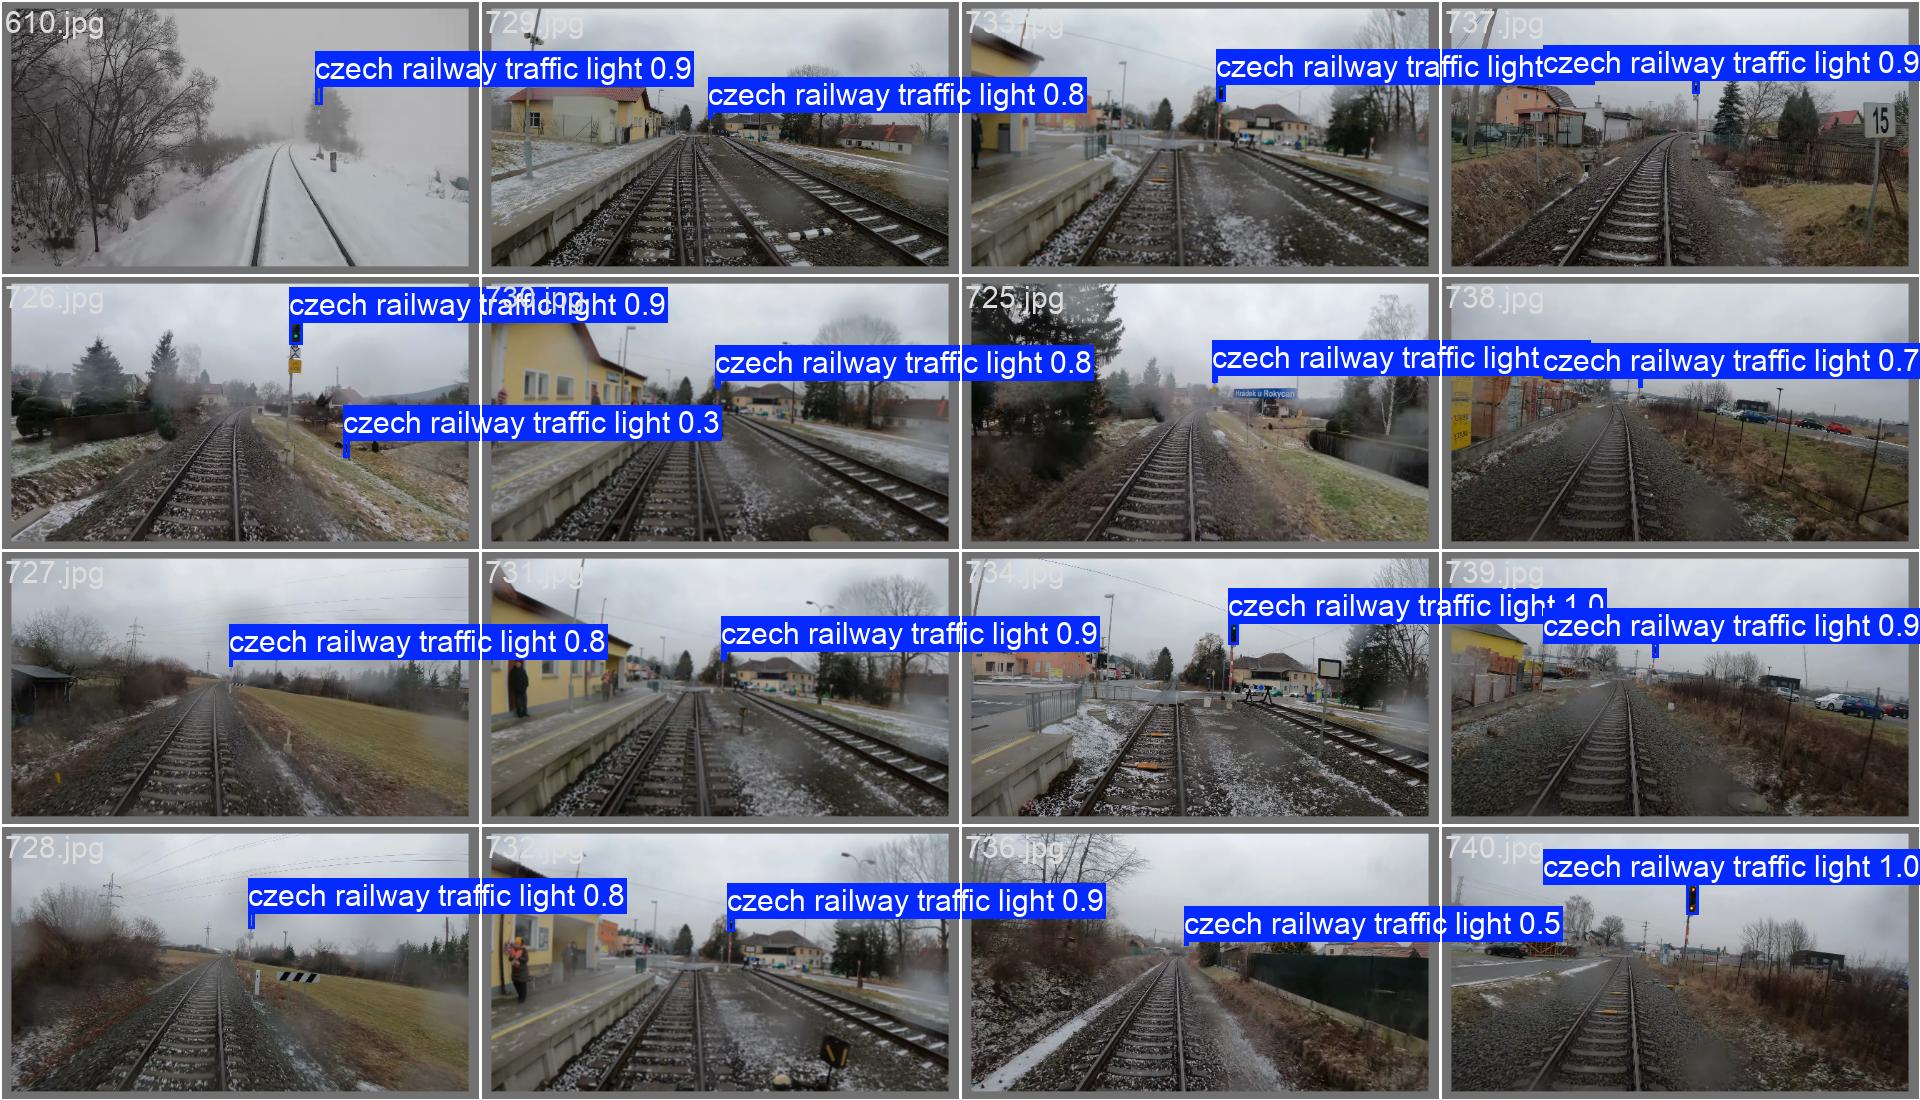 610.jpg
czech railway traffic light 0.9
729.jpg
czech railway traffic light 0.8
733.jpg
czech railway traffic light
737.jpg
czech railway traffic light 0.9
15
726.jpg
czech railway traffic light 0.9
czech railway traffic light 0.3
czech railway traffic light 0.8
725.jpg
czech railway traffic light
Hrádek u Rokycan
738.jpg
czech railway traffic light 0.7
727.jpg
czech railway traffic light 0.8
731.jpg
czech railway traffic light 0.9
734.jpg
czech railway traffic light 1.0
739.jpg
czech railway traffic light 0.9
728.jpg
czech railway traffic light 0.8
732.jpg
czech railway traffic light 0.9
736.jpg
czech railway traffic light 0.5
740.jpg
czech railway traffic light 1.0